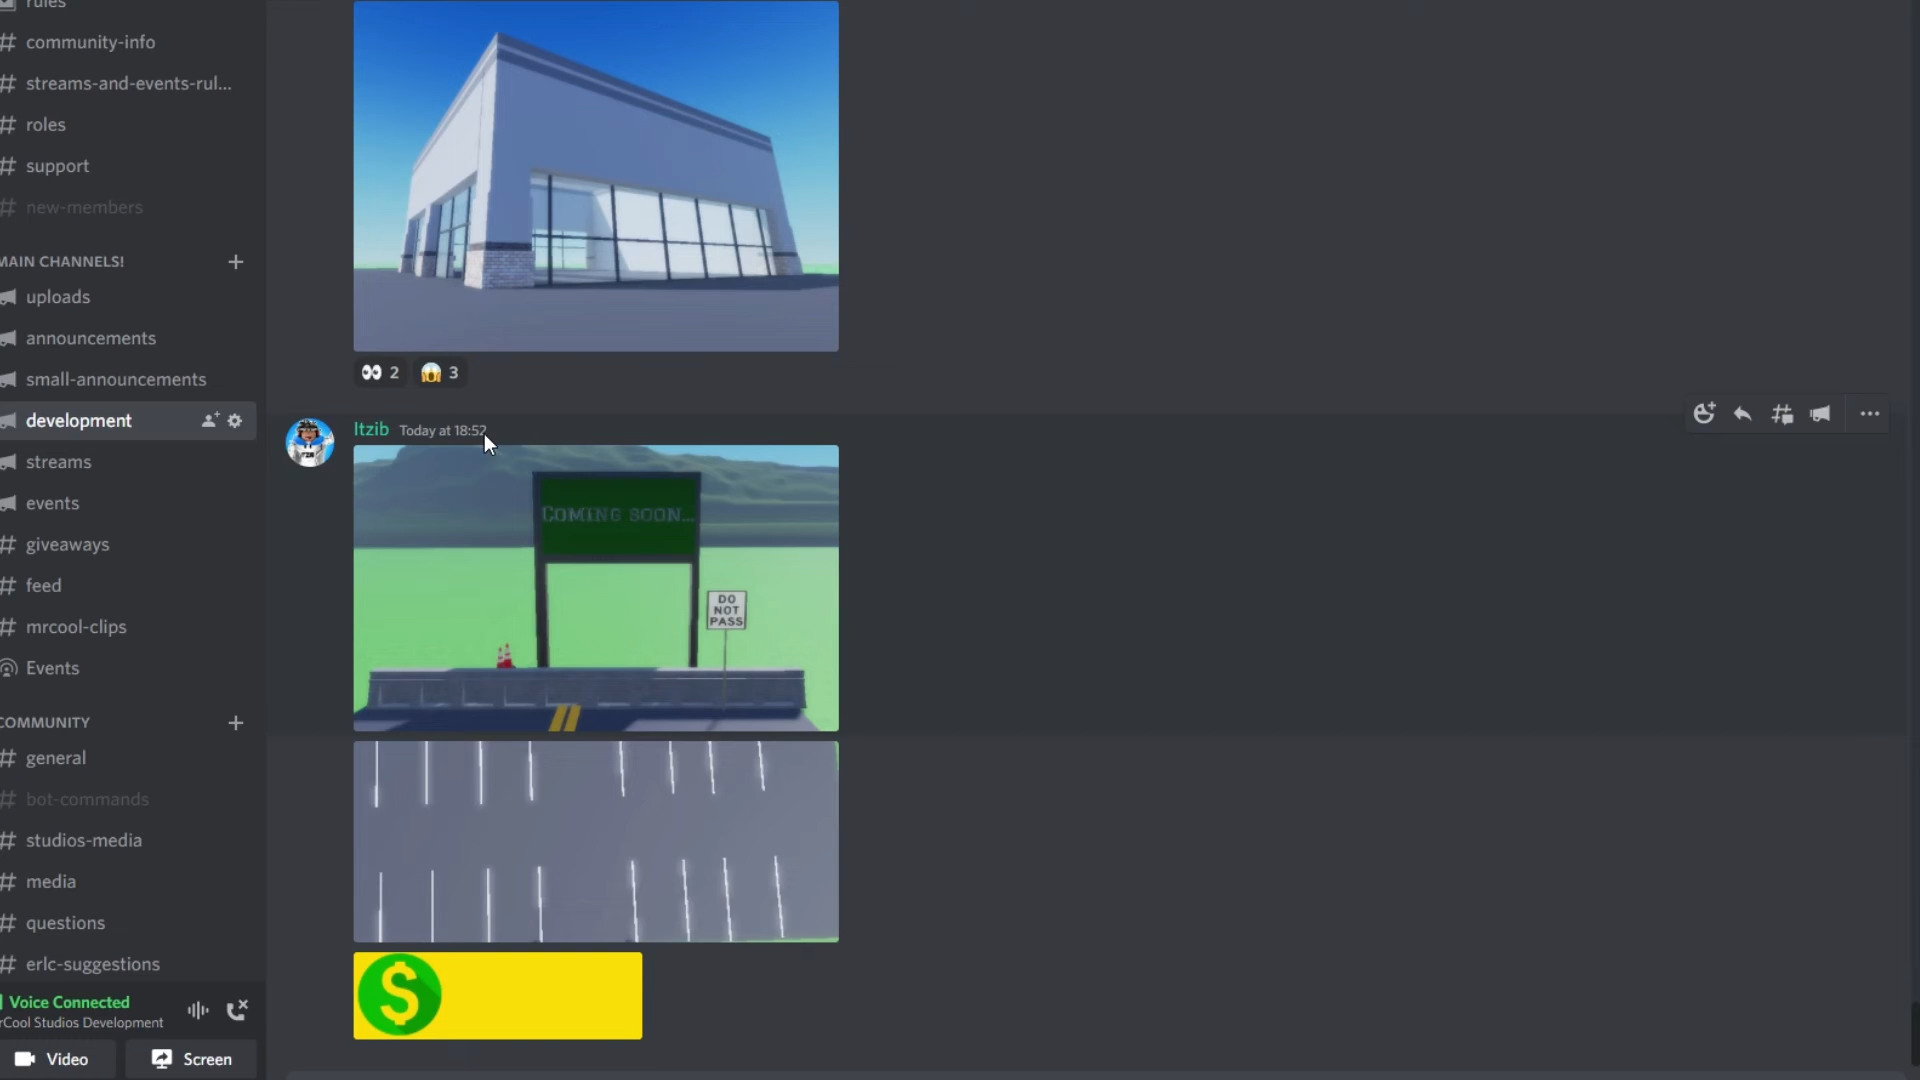 rules
community-info
streams-and-events-rul...
roles
support
new-members
MAIN CHANNELS!
uploads
announcements
small-announcements
development
streams
events
giveaways
feed
mrcool-clips
Events
COMMUNITY
general
bot-commands
studios-media
media
questions
erlc-suggestions
Voice Connected
rCool Studios Development
Video
Screen
2
3
Itzib Today at 18:52
COMING SOON...
DO
NOT
PASS
$